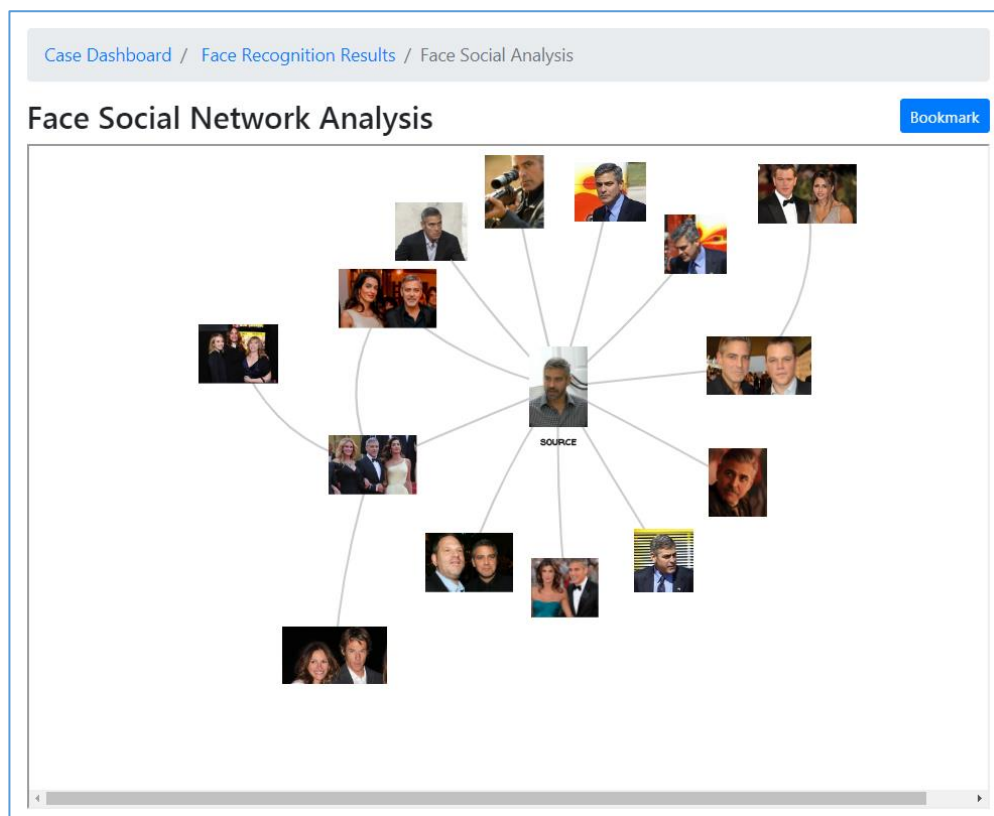 Case Dashboard / Face Recognition Results / Face Social Analysis
Face Social Network Analysis
Bookmark
SOURCE